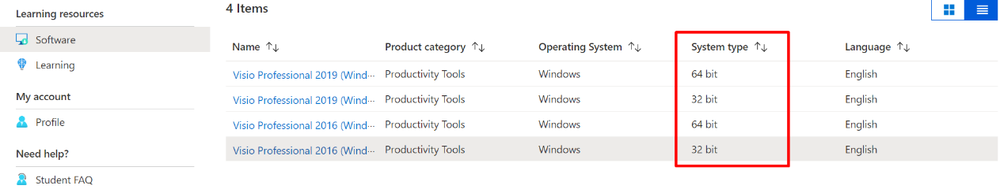 Learning resources
Software
Learning
My account
Profile
Need help?
Student FAQ
4 Items
Name Product category Operating System System type Language
Visio Professional 2019 (Wind··· Productivity Tools Windows 64 bit English
Visio Professional 2019 (Wind··· Productivity Tools Windows 32 bit English
Visio Professional 2016 (Wind··· Productivity Tools Windows 64 bit English
Visio Professional 2016 (Wind··· Productivity Tools Windows 32 bit English